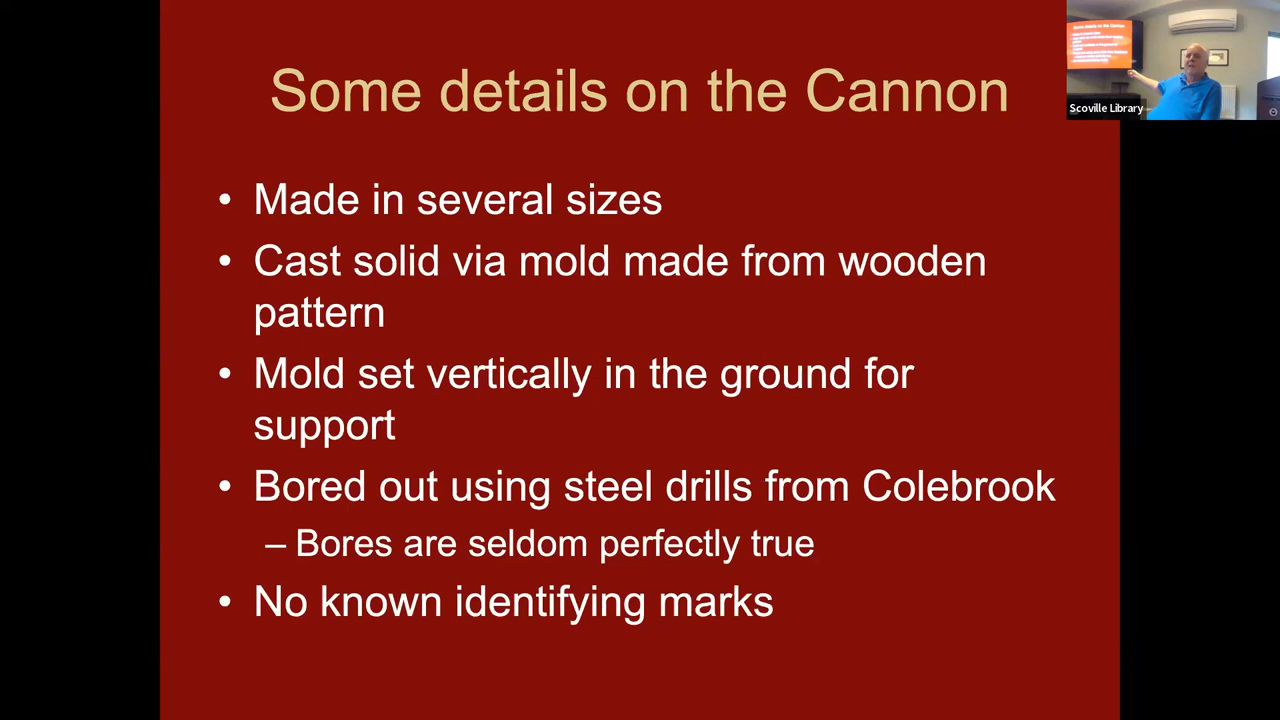 Some details on the Cannon
• Made in several sizes
• Cast solid via mold made from wooden
pattern
• Mold set vertically in the ground for
support
• Bored out using steel drills from Colebrook
– Bores are seldom perfectly true
• No known identifying marks
Scoville Library